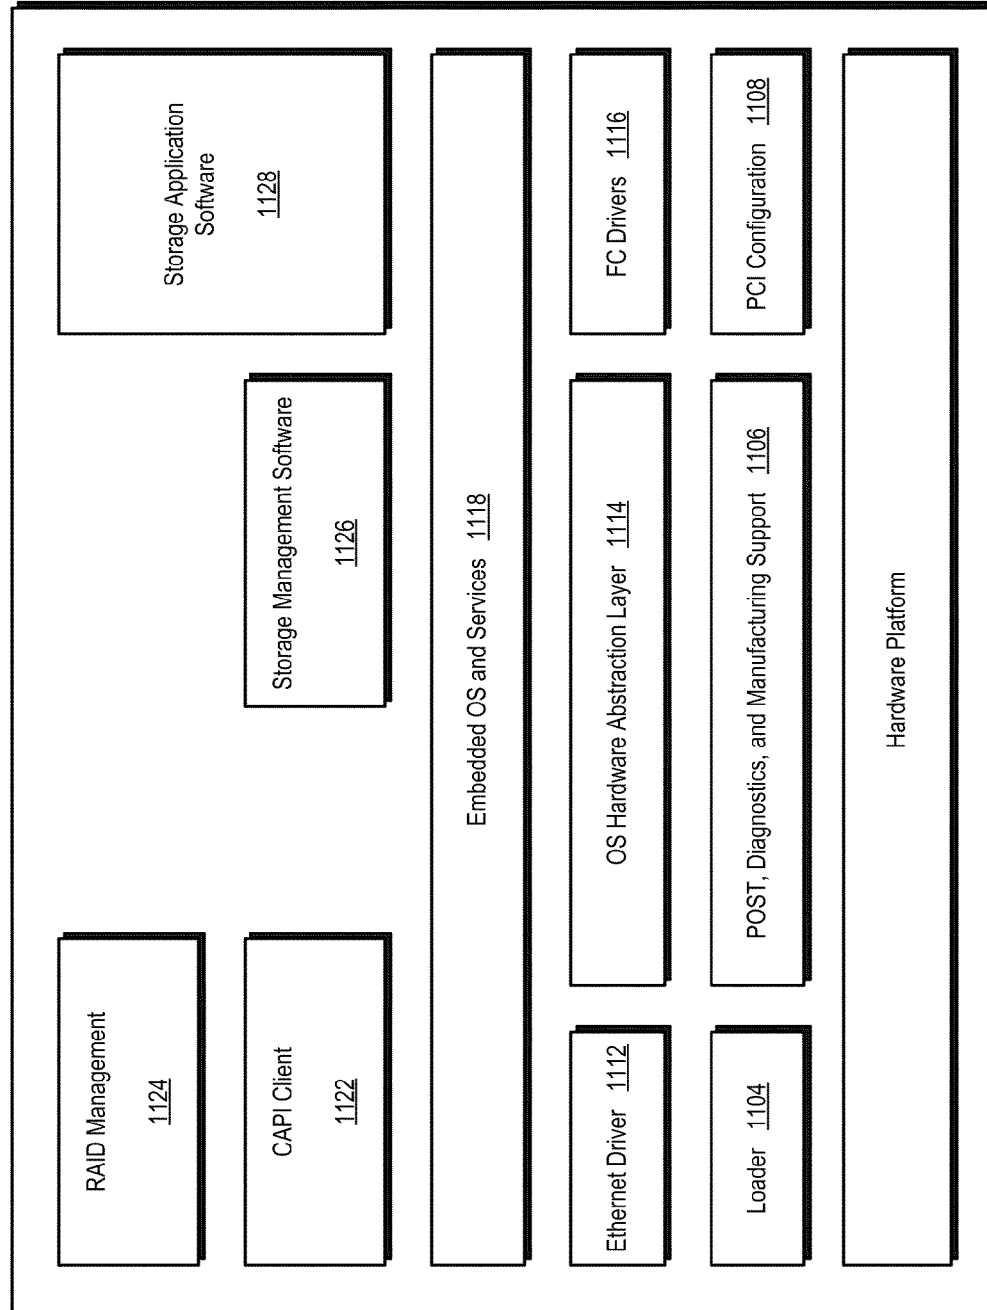 RAID Management
1124
Storage Application
Software
1128
CAPI Client
1122
Storage Management Software
1126
Embedded OS and Services 1118
Ethernet Driver 1112
OS Hardware Abstraction Layer 1114
FC Drivers 1116
Loader 1104
POST, Diagnostics, and Manufacturing Support 1106
PCI Configuration 1108
Hardware Platform